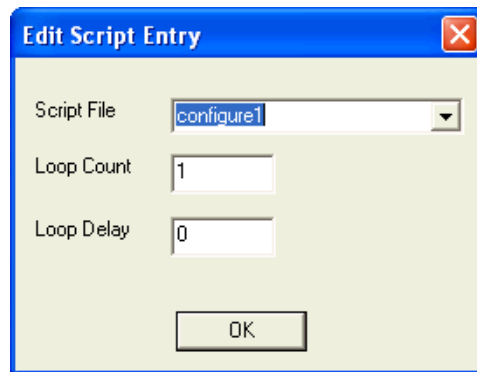 Edit Script Entry
Script File configure1
Loop Count 1
Loop Delay 0
OK